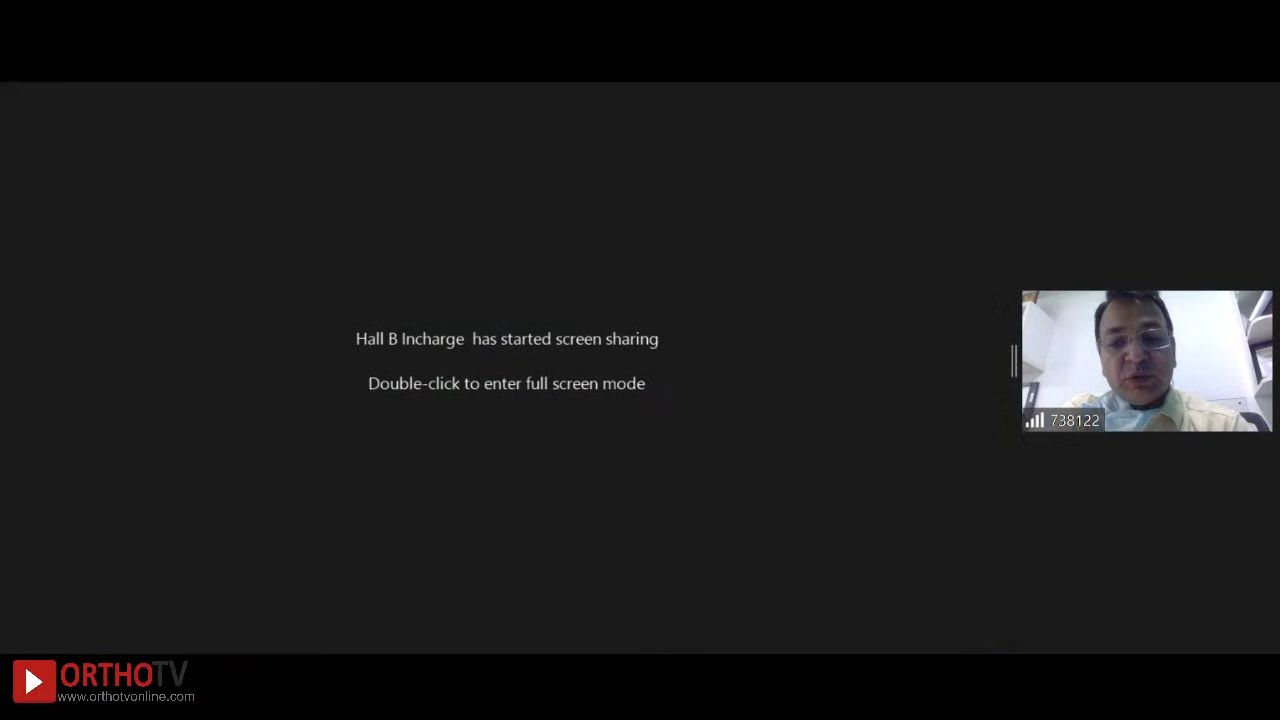 Hall B Incharge  has started screen sharing
Double-click to enter full screen mode
738122
ORTHOTV
www.orthotvonline.com